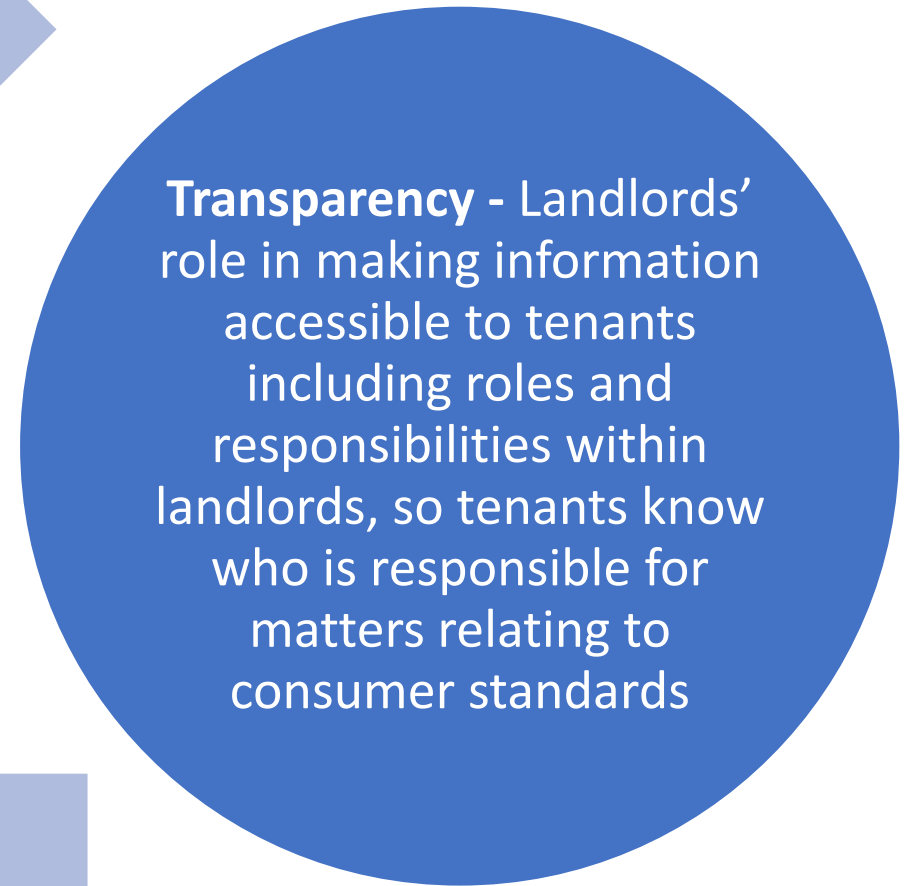 Transparency - Landlords’
role in making information
accessible to tenants
including roles and
responsibilities within
landlords, so tenants know
who is responsible for
matters relating to
consumer standards